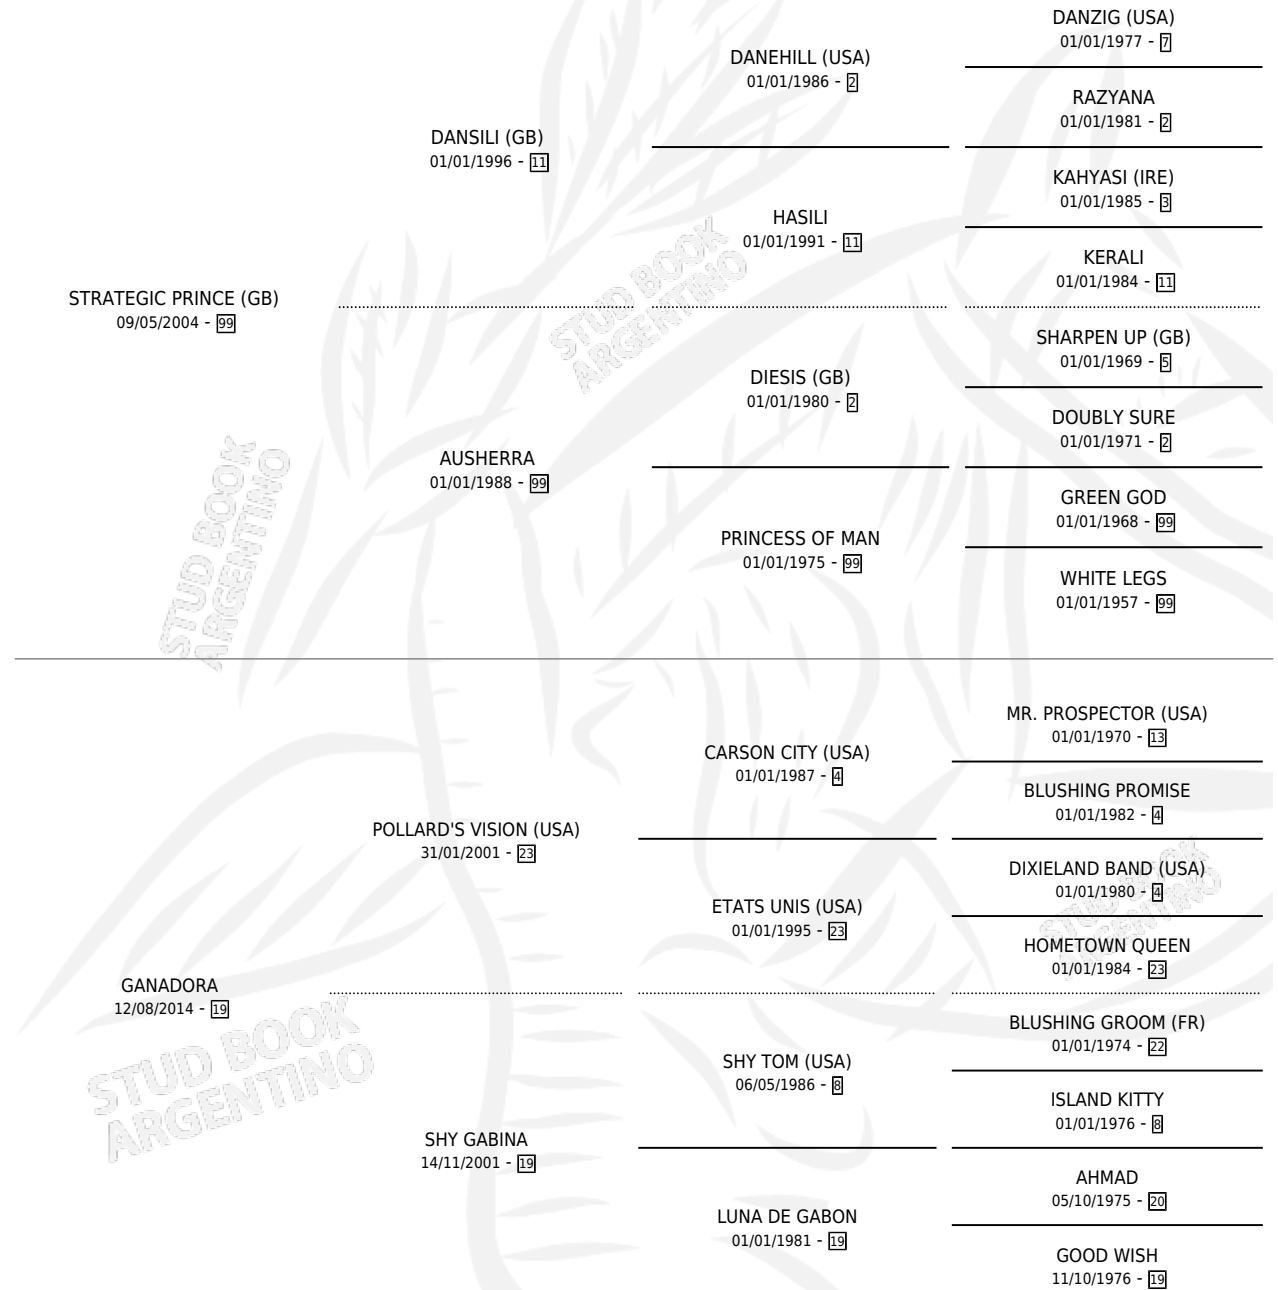 DANZIG (USA)
01/01/1977 - 7
DANEHILL (USA)
01/01/1986 - 2
RAZYANA
01/01/1981 - 2
DANSILI (GB)
01/01/1996 - 11
KAHYASI (IRE)
01/01/1985 - 3
HASILI
01/01/1991 - 11
KERALI
01/01/1984 - 11
STRATEGIC PRINCE (GB)
09/05/2004 - 99
SHARPEN UP (GB)
01/01/1969 - 5
DIESIS (GB)
01/01/1980 - 2
DOUBLY SURE
01/01/1971 - 2
AUSHERRA
01/01/1988 - 99
GREEN GOD
01/01/1968 - 99
PRINCESS OF MAN
01/01/1975 - 99
WHITE LEGS
01/01/1957 - 99
MR. PROSPECTOR (USA)
01/01/1970 - 13
CARSON CITY (USA)
01/01/1987 - 4
BLUSHING PROMISE
01/01/1982 - 4
POLLARD'S VISION (USA)
31/01/2001 - 23
DIXIELAND BAND (USA)
01/01/1980 - 4
ETATS UNIS (USA)
01/01/1995 - 23
HOMETOWN QUEEN
01/01/1984 - 23
GANADORA
12/08/2014 - 19
BLUSHING GROOM (FR)
01/01/1974 - 22
SHY TOM (USA)
06/05/1986 - 8
ISLAND KITTY
01/01/1976 - 8
SHY GABINA
14/11/2001 - 19
AHMAD
05/10/1975 - 20
LUNA DE GABON
01/01/1981 - 19
GOOD WISH
11/10/1976 - 19
STUD BOOK
ARGENTINO
STUD BOOK
ARGENTINO
STUD BOOK
ARGENTINO
STUD BOOK
ARGENTINO